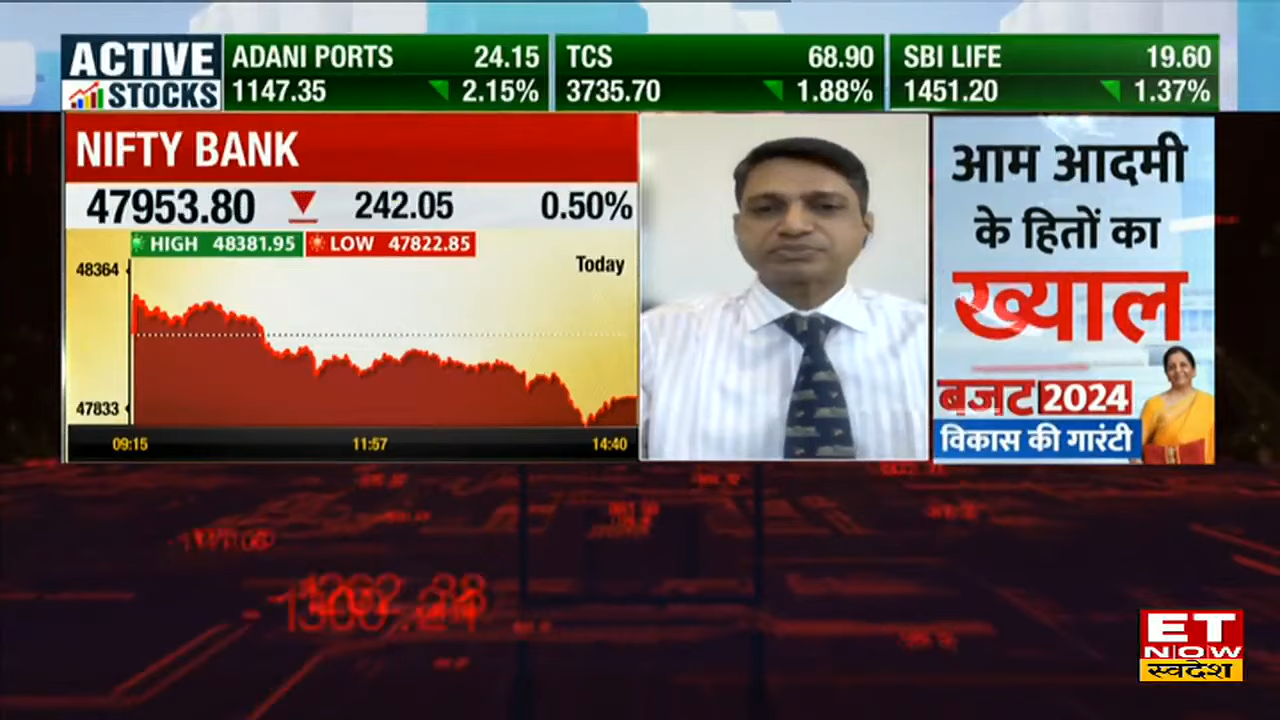 ACTIVE
STOCKS
ADANI PORTS 24.15
1147.35 2.15%
TCS 68.90
3735.70 1.88%
SBI LIFE 19.60
1451.20 1.37%
NIFTY BANK
47953.80 242.05 0.50%
HIGH 48381.95 LOW 47822.85
Today
48364
47833
09:15 11:57 14:40
आम आदमी
के हितों का
ख्याल
बजट 2024
विकास की गारंटी
ET
NOW
स्वदेश